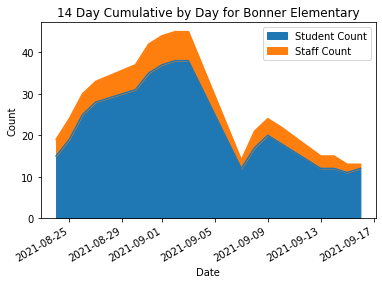 14 Day Cumulative by Day for Bonner Elementary
Student Count
Staff Count
Count
40
30
20
10
0
2021-08-25
2021-08-29
2021-09-01
2021-09-05
2021-09-09
2021-09-13
2021-09-17
Date